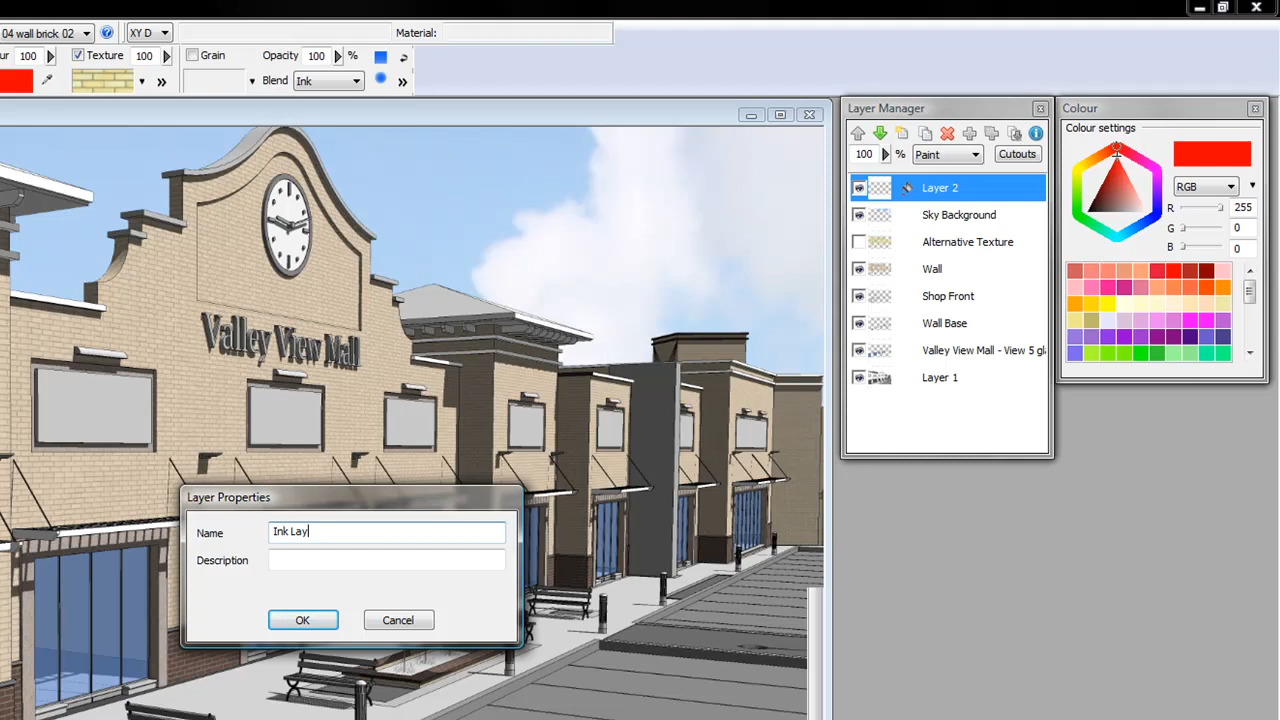 04 wall brick 02
XY D
Material:
ur 100
Texture 100
Grain
Opacity 100 %
Blend Ink
Layer Manager
100 % Paint Cutouts
Layer 2
Sky Background
Alternative Texture
Wall
Shop Front
Wall Base
Valley View Mall - View 5 gl
Layer 1
Colour
Colour settings
RGB
R 255
G 0
B 0
Valley View Mall
Layer Properties
Name Ink Lay
Description
OK Cancel